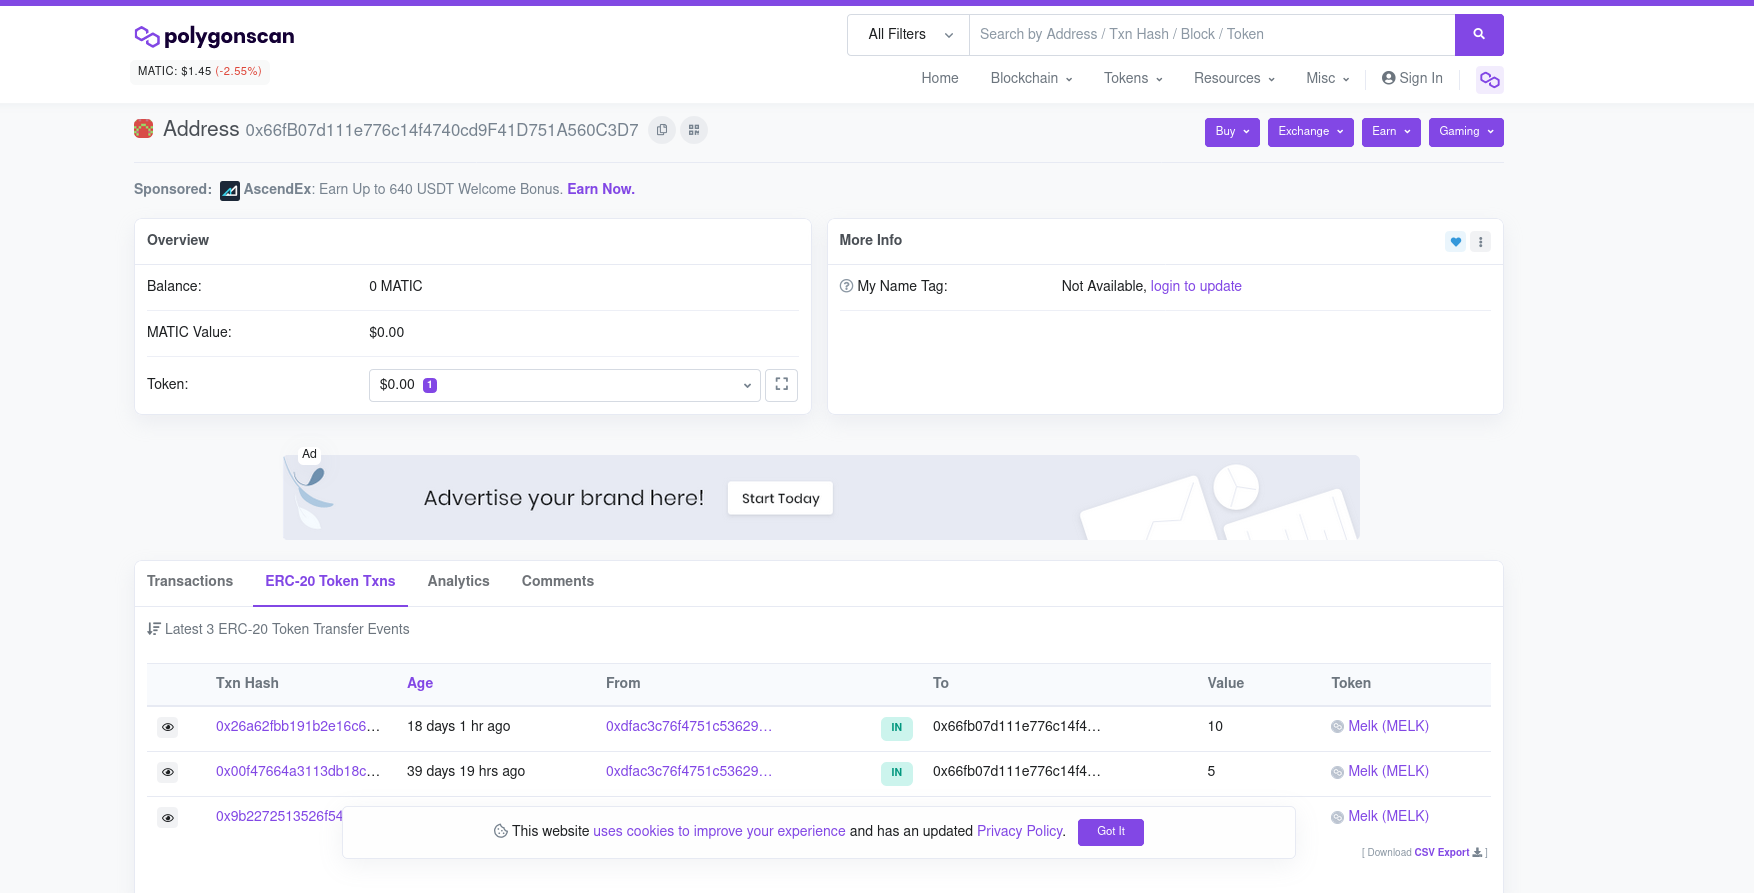 polygonscan
MATIC: $1.45 (-2.55%)
All Filters
Search by Address / Txn Hash / Block / Token
Home Blockchain Tokens Resources Misc Sign In
Address 0x66fB07d111e776c14f4740cd9F41D751A560C3D7
Buy Exchange Earn Gaming
Sponsored: AscendEx: Earn Up to 640 USDT Welcome Bonus. Earn Now.
Overview
Balance: 0 MATIC
MATIC Value: $0.00
Token: $0.00 1
More Info
My Name Tag: Not Available, login to update
Ad
Advertise your brand here! Start Today
Transactions ERC-20 Token Txns Analytics Comments
Latest 3 ERC-20 Token Transfer Events
Txn Hash Age From To Value Token
0x26a62fbb191b2e16c6... 18 days 1 hr ago 0xdfac3c76f4751c53629... IN 0x66fb07d111e776c14f4... 10 Melk (MELK)
0x00f47664a3113db18c... 39 days 19 hrs ago 0xdfac3c76f4751c53629... IN 0x66fb07d111e776c14f4... 5 Melk (MELK)
0x9b2272513526f54 Melk (MELK)
This website uses cookies to improve your experience and has an updated Privacy Policy. Got It
[ Download CSV Export ]